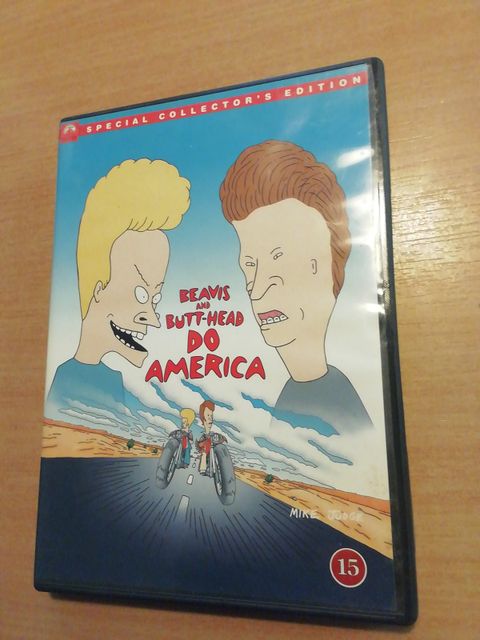 SPECIAL COLLECTOR'S EDITION
BEAVIS
AND
BUTT-HEAD
DO
AMERICA
MIKE JUDGE
15